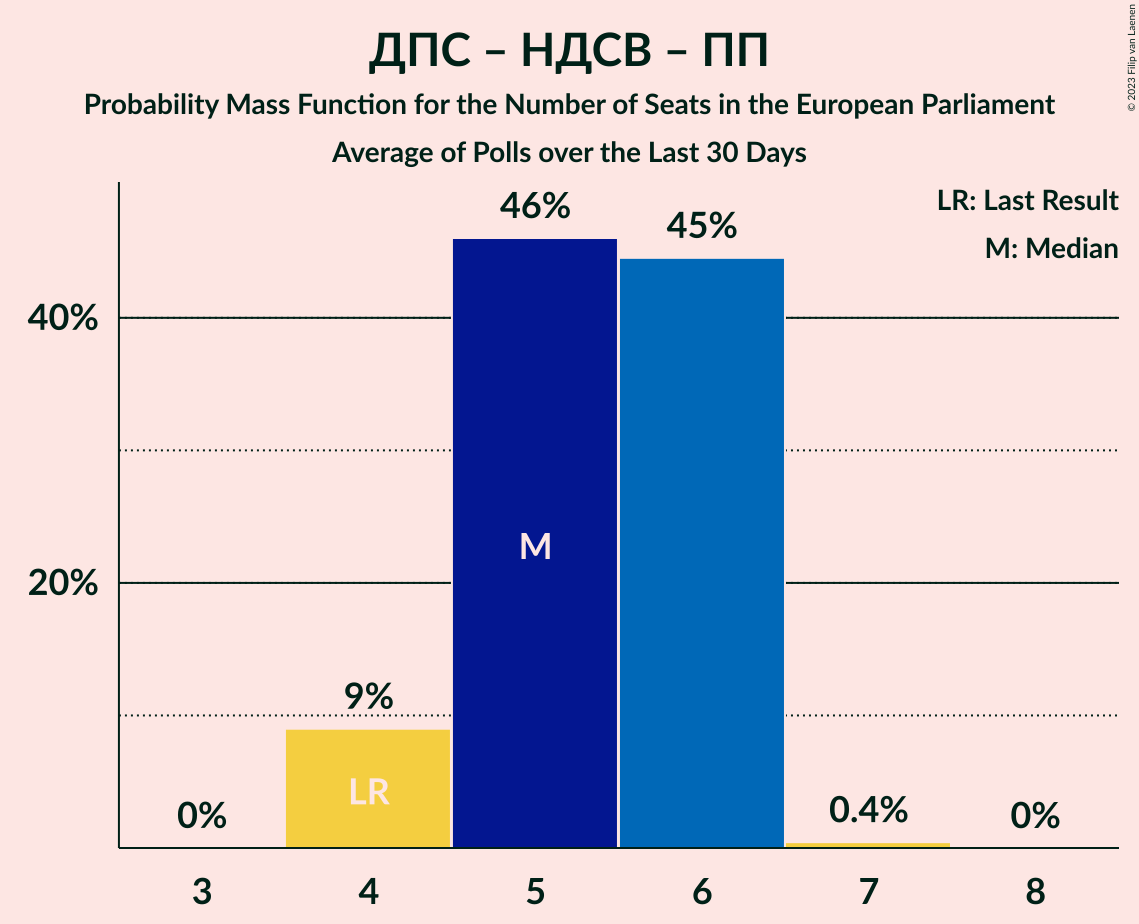 ДПС – НДСВ – ПП
Probability Mass Function for the Number of Seats in the European Parliament
Average of Polls over the Last 30 Days
© 2023 Filip van Laenen
LR: Last Result
M: Median
46%
45%
40%
M
20%
9%
LR
0%
0.4%
0%
3 4 5 6 7 8